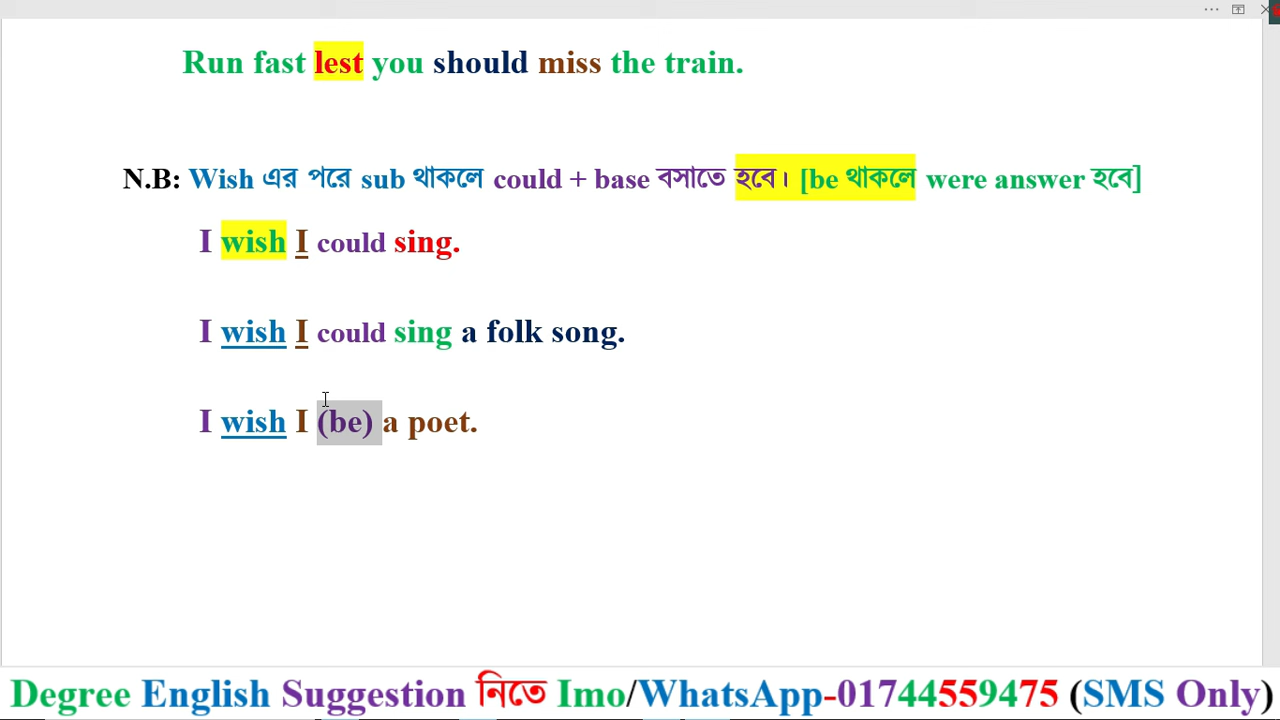 Run fast lest you should miss the train.
N.B: Wish এর পরে sub থাকলে could + base বসাতে হবে। [be থাকলে were answer হবে]
I wish I could sing.
I wish I could sing a folk song.
I wish I (be) a poet.
Degree English Suggestion নিতে Imo/WhatsApp-01744559475 (SMS Only)